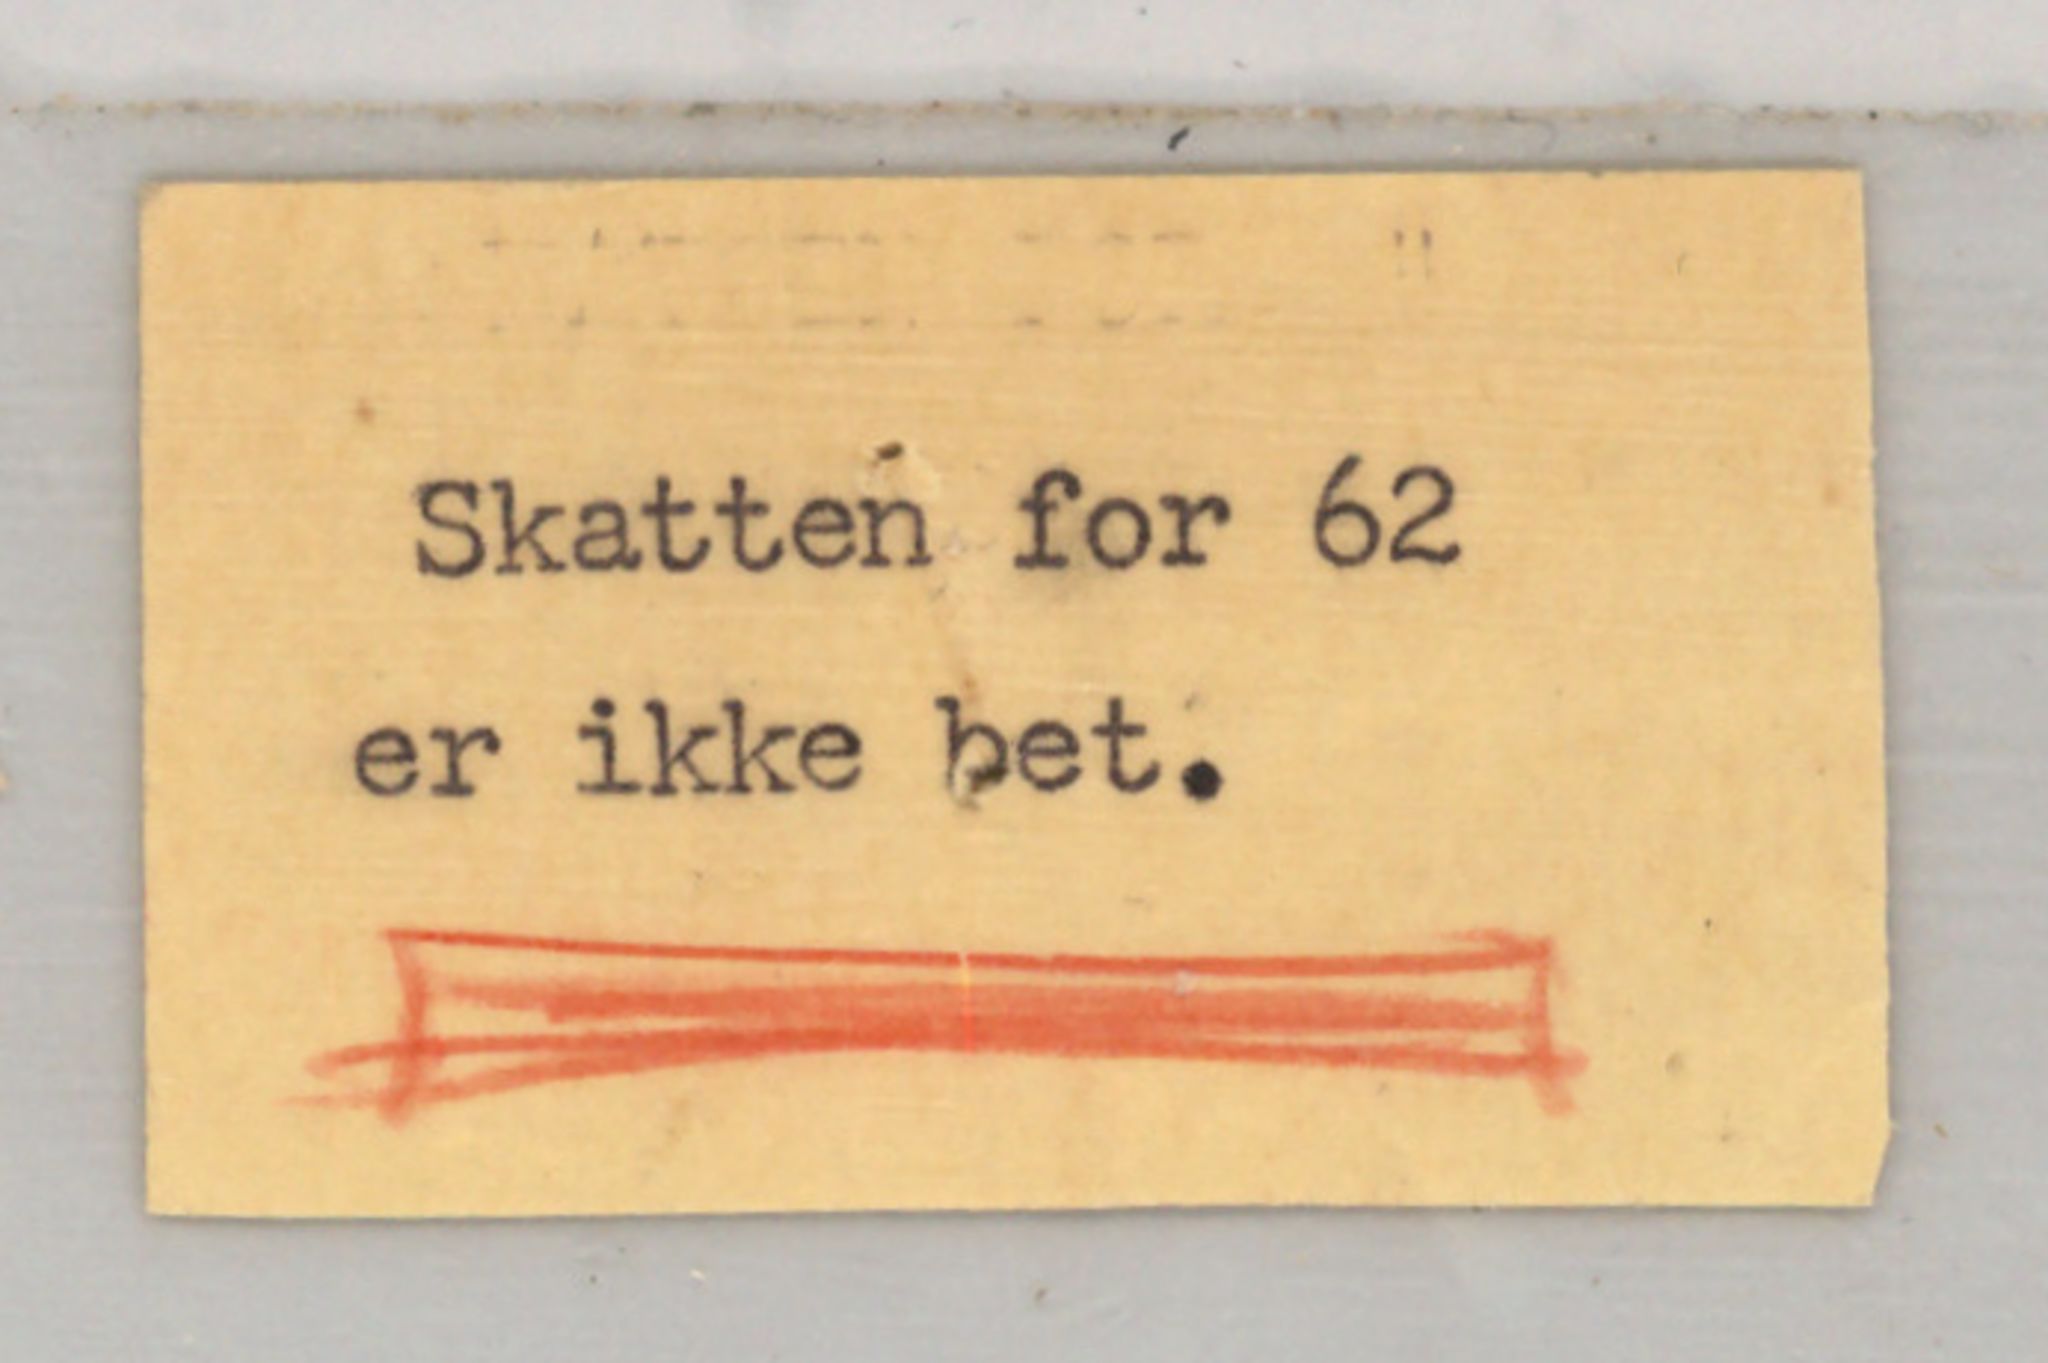 Skatten for 62
er ikke bet.